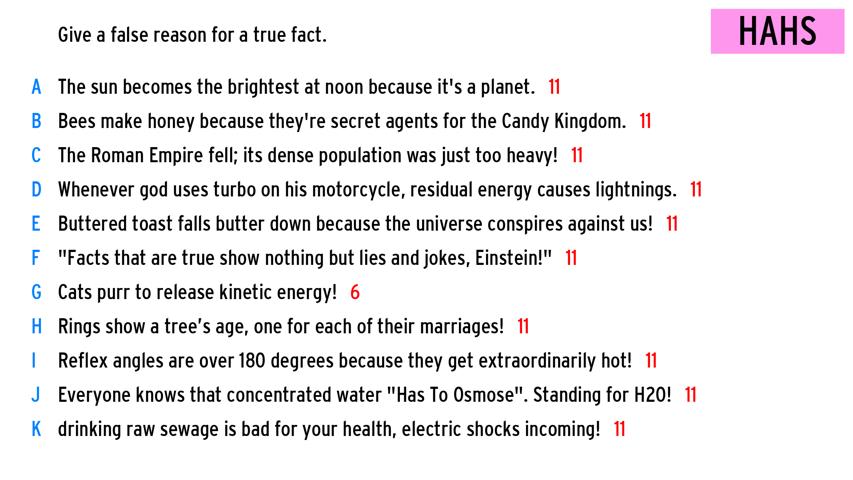 Give a false reason for a true fact.
HAHS
A The sun becomes the brightest at noon because it's a planet. 11
B Bees make honey because they're secret agents for the Candy Kingdom. 11
C The Roman Empire fell; its dense population was just too heavy! 11
D Whenever god uses turbo on his motorcycle, residual energy causes lightnings. 11
E Buttered toast falls butter down because the universe conspires against us! 11
F "Facts that are true show nothing but lies and jokes, Einstein!" 11
G Cats purr to release kinetic energy! 6
H Rings show a tree’s age, one for each of their marriages! 11
I Reflex angles are over 180 degrees because they get extraordinarily hot! 11
J Everyone knows that concentrated water "Has To Osmose". Standing for H2O! 11
K drinking raw sewage is bad for your health, electric shocks incoming! 11